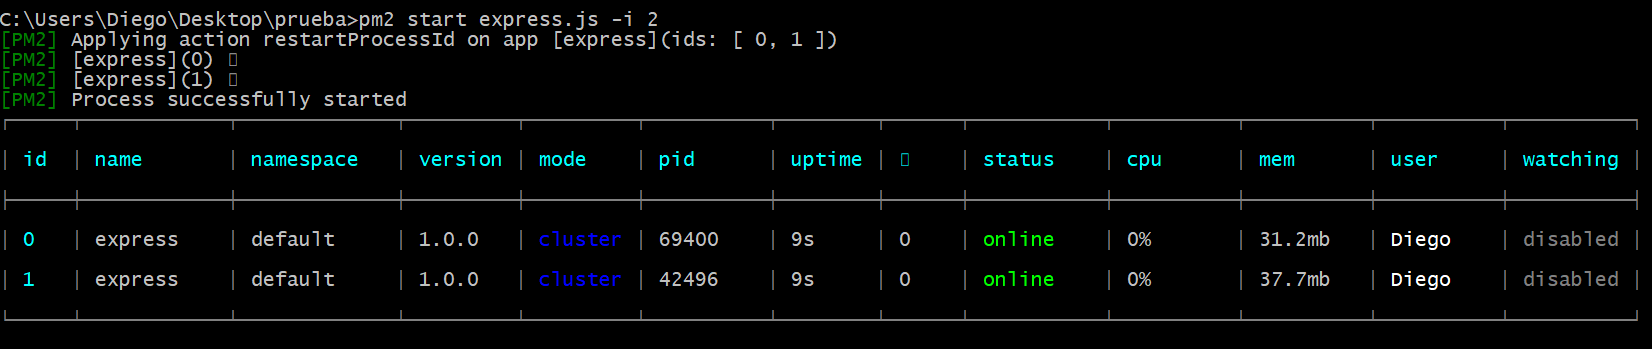 C:\Users\Diego\Desktop\prueba>pm2 start express.js -i 2
[PM2] Applying action restartProcessId on app [express](ids: [ 0, 1 ])
[PM2] [express](0) ▯
[PM2] [express](1) ▯
[PM2] Process successfully started
id name namespace version mode pid uptime ▯ status cpu mem user watching
0 express default 1.0.0 cluster 69400 9s 0 online 0% 31.2mb Diego disabled
1 express default 1.0.0 cluster 42496 9s 0 online 0% 37.7mb Diego disabled